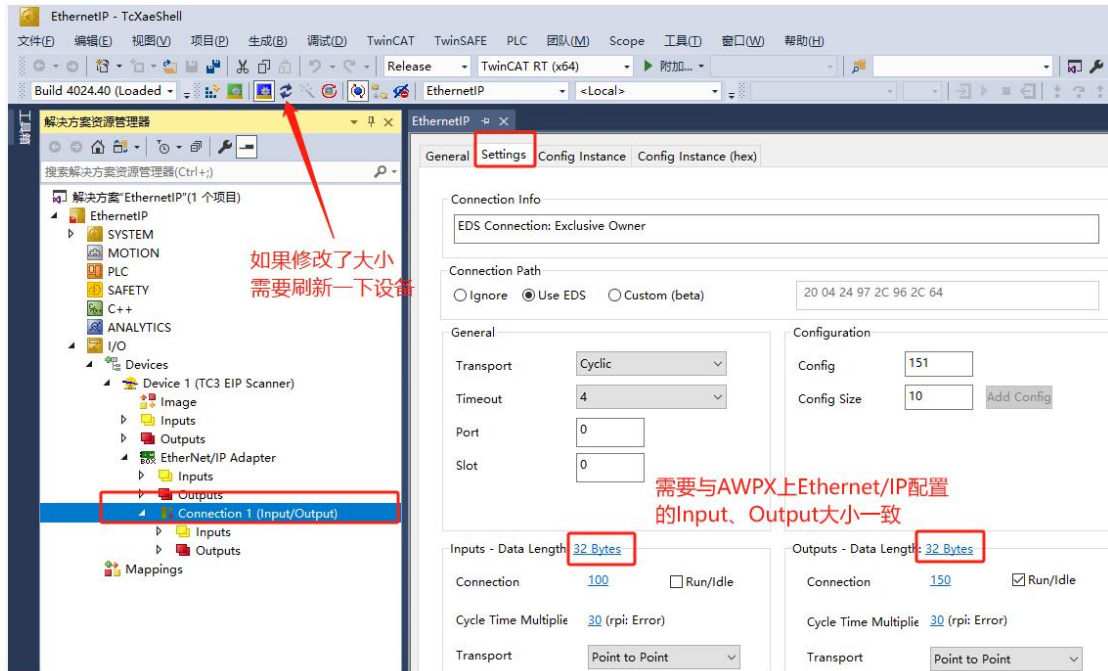 EthernetIP - TcXaeShell
文件(F) 编辑(E) 视图(V) 项目(P) 生成(B) 调试(D) TwinCAT TwinSAFE PLC 团队(M) Scope 工具(T) 窗口(W) 帮助(H)
Release TwinCAT RT (x64) 附加...
Build 4024.40 (Loaded EthernetIP <Local>
工具箱
解决方案资源管理器
搜索解决方案资源管理器(Ctrl+;)
解决方案"EthernetIP"(1 个项目)
EthernetIP
SYSTEM
MOTION
PLC
SAFETY
C++
ANALYTICS
I/O
Devices
Device 1 (TC3 EIP Scanner)
Image
Inputs
Outputs
EtherNet/IP Adapter
Inputs
Outputs
Connection 1 (Input/Output)
Inputs
Outputs
Mappings
如果修改了大小
需要刷新一下设备
EthernetIP
General Settings Config Instance Config Instance (hex)
Connection Info
EDS Connection: Exclusive Owner
Connection Path
Ignore Use EDS Custom (beta) 20 04 24 97 2C 96 2C 64
General
Transport Cyclic
Timeout 4
Port 0
Slot 0
Configuration
Config 151
Config Size 10 Add Config
需要与AWPX上Ethernet/IP配置
的Input、Output大小一致
Inputs - Data Length: 32 Bytes
Connection 100 Run/Idle
Cycle Time Multiplie 30 (rpi: Error)
Transport Point to Point
Outputs - Data Length: 32 Bytes
Connection 150 Run/Idle
Cycle Time Multiplie 30 (rpi: Error)
Transport Point to Point